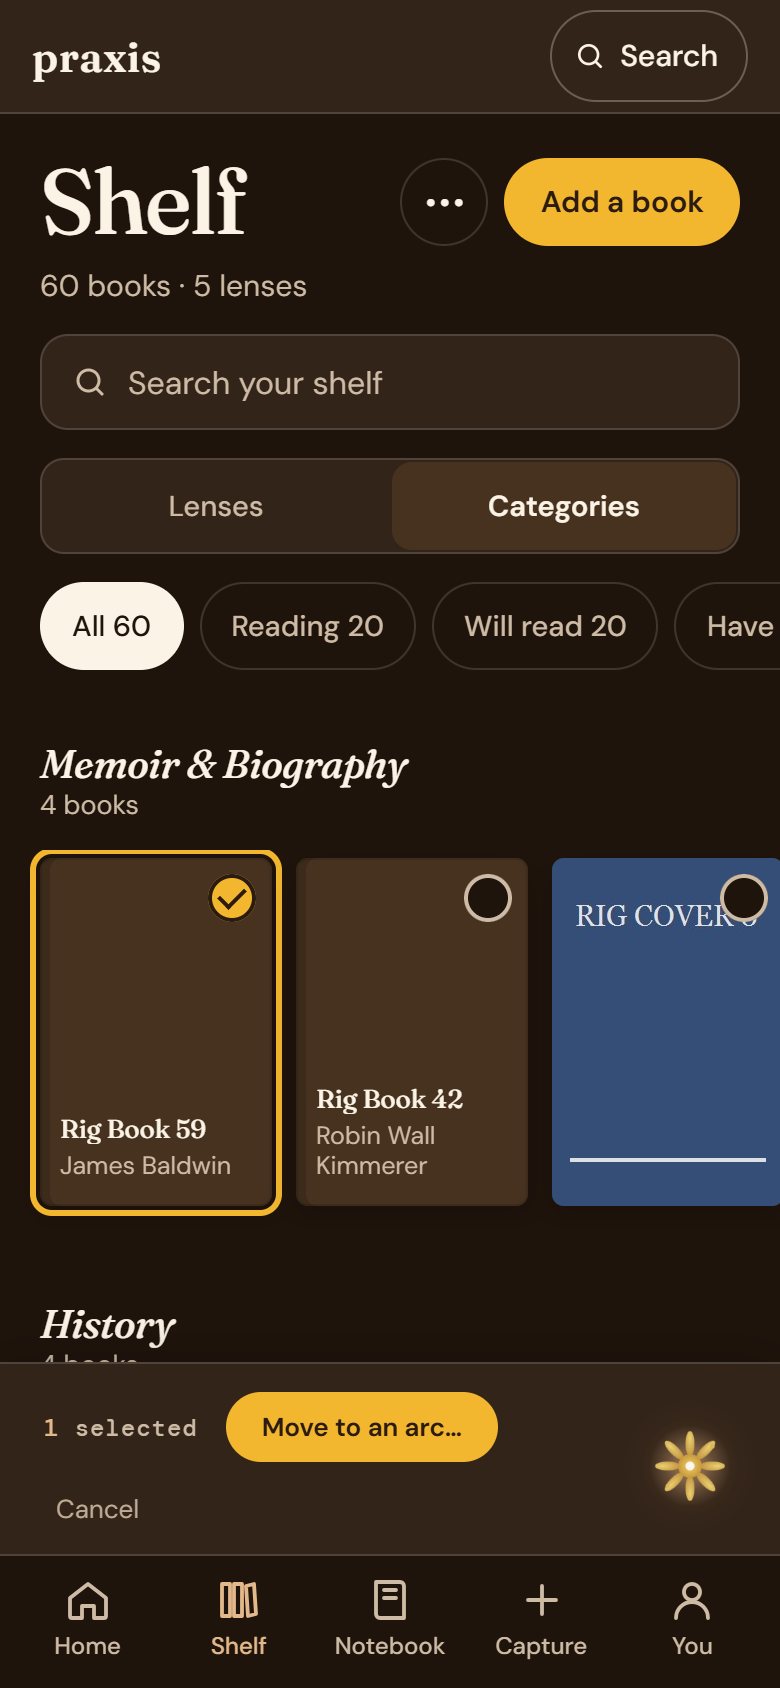 praxis
Search
Shelf
Add a book
60 books · 5 lenses
Search your shelf
Lenses
Categories
All 60
Reading 20
Will read 20
Have
Memoir & Biography
4 books
Rig Book 59
James Baldwin
Rig Book 42
Robin Wall
Kimmerer
RIG COVER
History
4 books
1 selected
Move to an arc...
Cancel
Home
Shelf
Notebook
Capture
You